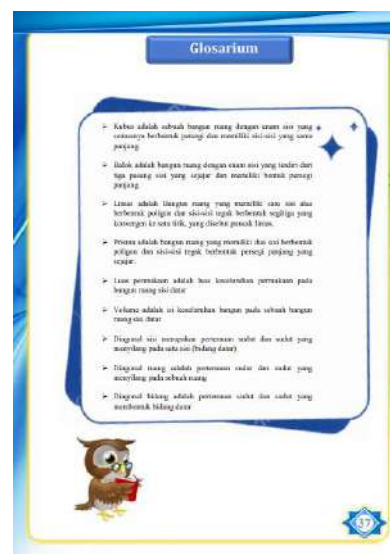 Glosarium
➢ Kubus adalah sebuah bangun ruang dengan enam sisi yang
semuanya berbentuk persegi dan memiliki sisi-sisi yang sama
panjang.
➢ Balok adalah bangun ruang dengan enam sisi yang terdiri dari
tiga pasang sisi yang sejajar dan memiliki bentuk persegi
panjang.
➢ Limas adalah bangun ruang yang memiliki satu sisi alas
berbentuk poligon dan sisi-sisi tegak berbentuk segitiga yang
konvergen ke satu titik, yang disebut puncak limas.
➢ Prisma adalah bangun ruang yang memiliki dua sisi berbentuk
poligon dan sisi-sisi tegak berbentuk persegi panjang yang
sejajar.
➢ Luas permukaan adalah luas keseluruhan permukaan pada
bangun ruang sisi datar
➢ Volume adalah isi keseluruhan bangun pada sebuah bangun
ruang sisi datar
➢ Diagonal sisi merupakan pertemuan sudut dan sudut yang
menyilang pada satu sisi (bidang datar)
➢ Diagonal ruang adalah pertemuan sudut dan sudut yang
menyilang pada sebuah ruang
➢ Diagonal bidang adalah pertemuan sudut dan sudut yang
membentuk bidang datar
37